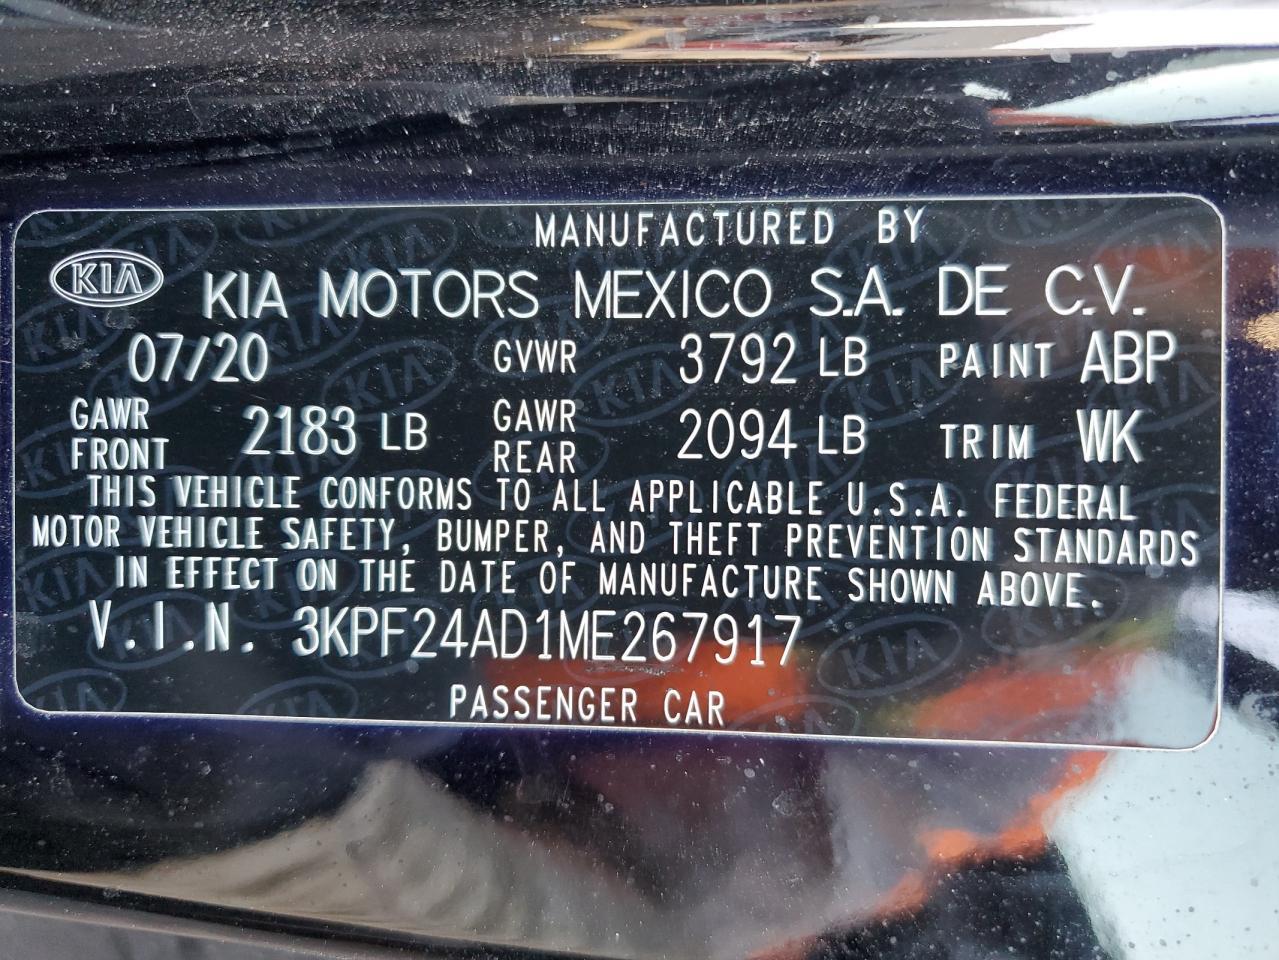 MANUFACTURED BY
KIA KIA MOTORS MEXICO S.A. DE C.V.
07/20 GVWR 3792 LB PAINT ABP
GAWR FRONT 2183 LB GAWR REAR 2094 LB TRIM WK
THIS VEHICLE CONFORMS TO ALL APPLICABLE U.S.A. FEDERAL
MOTOR VEHICLE SAFETY, BUMPER, AND THEFT PREVENTION STANDARDS
IN EFFECT ON THE DATE OF MANUFACTURE SHOWN ABOVE.
V.I.N. 3KPF24AD1ME267917
PASSENGER CAR